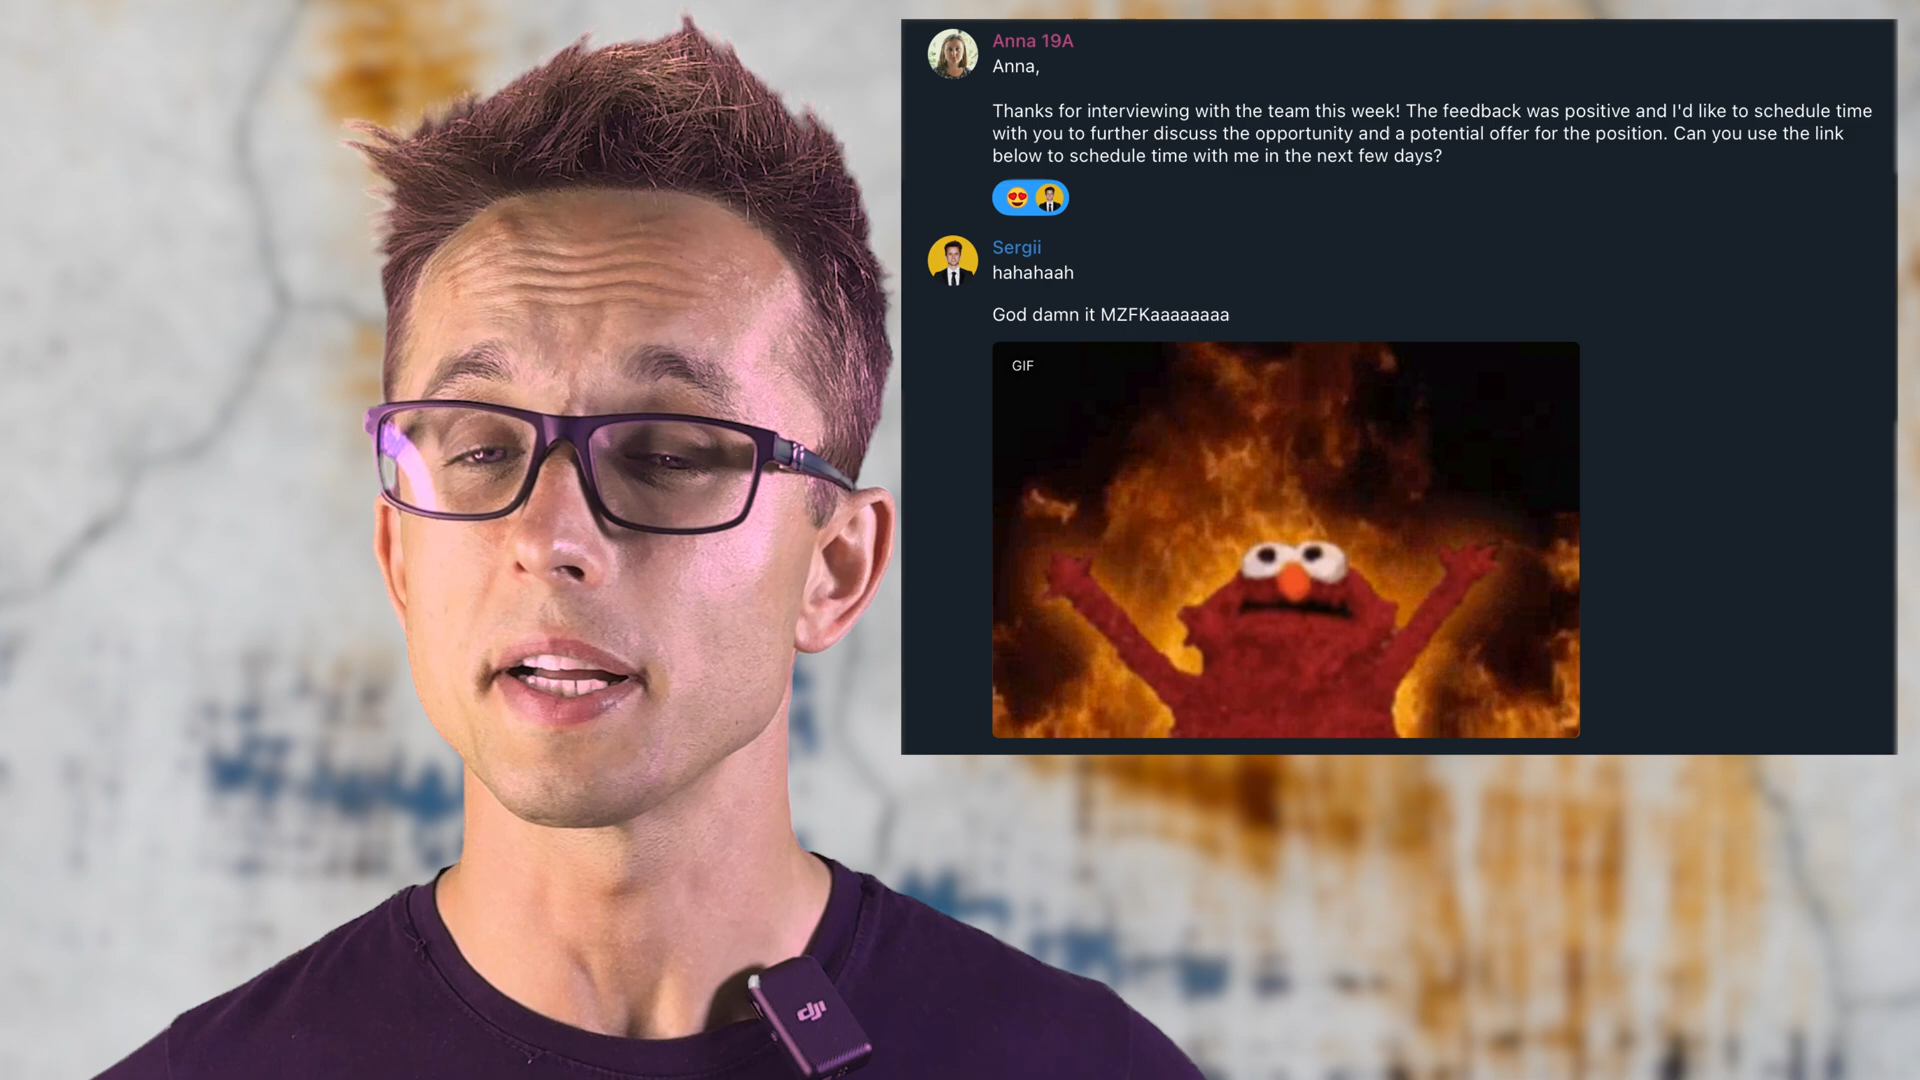 Anna 19A
Anna,
Thanks for interviewing with the team this week! The feedback was positive and I'd like to schedule time
with you to further discuss the opportunity and a potential offer for the position. Can you use the link
below to schedule time with me in the next few days?
Sergii
hahahaah
God damn it MZFKaaaaaaaa
GIF
dji